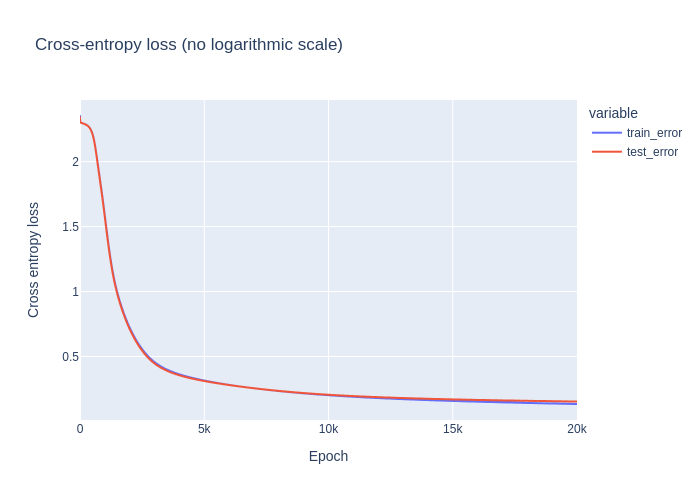 Cross-entropy loss (no logarithmic scale)
variable
train_error
test_error
Cross entropy loss
2
1.5
1
0.5
0
5k
10k
15k
20k
Epoch